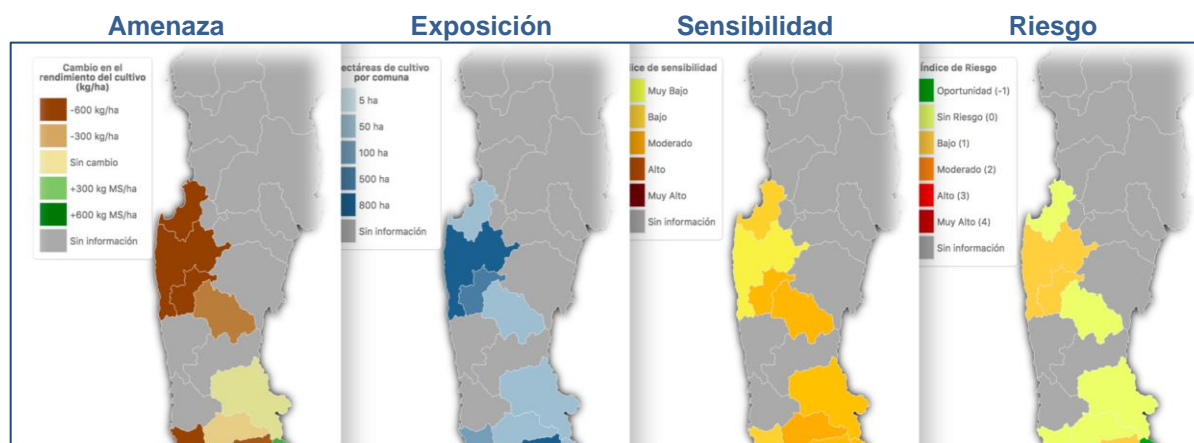 Amenaza
Exposición
Sensibilidad
Riesgo
Cambio en el
rendimiento del cultivo
(kg/ha)
-600 kg/ha
-300 kg/ha
Sin cambio
+300 kg MS/ha
+600 kg MS/ha
Sin información
ectáreas de cultivo
por comuna
5 ha
50 ha
100 ha
500 ha
800 ha
Sin información
dice de sensibilidad
Muy Bajo
Bajo
Moderado
Alto
Muy Alto
Sin información
Índice de Riesgo
Oportunidad (-1)
Sin Riesgo (0)
Bajo (1)
Moderado (2)
Alto (3)
Muy Alto (4)
Sin información